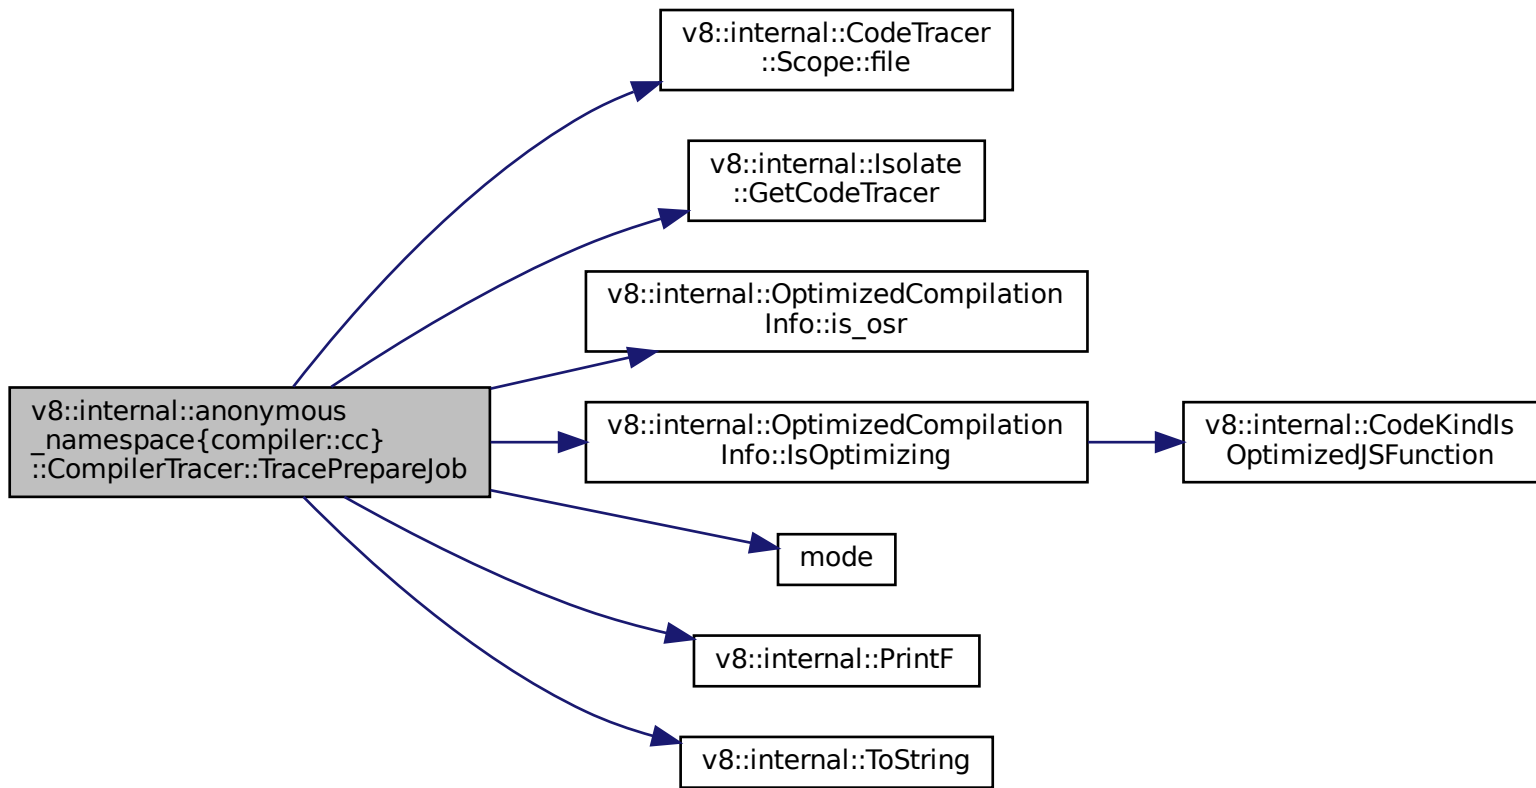 v8::internal::CodeTracer
::Scope::file
v8::internal::Isolate
::GetCodeTracer
v8::internal::OptimizedCompilation
Info::is_osr
v8::internal::anonymous
_namespace{compiler::cc}
::CompilerTracer::TracePrepareJob
v8::internal::OptimizedCompilation
Info::IsOptimizing
v8::internal::CodeKindIs
OptimizedJSFunction
mode
v8::internal::PrintF
v8::internal::ToString